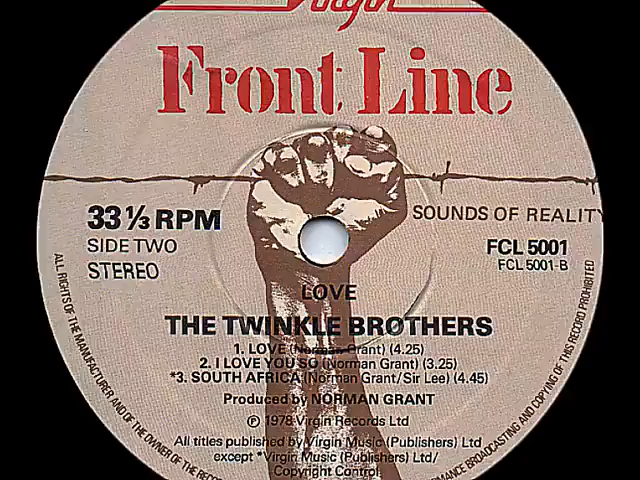 Virgin
Front Line
SOUNDS OF REALITY
33 1/3 RPM
SIDE TWO
STEREO
FCL 5001
FCL 5001-B
LOVE
THE TWINKLE BROTHERS
1. LOVE (Norman Grant) (4.25)
2. I LOVE YOU SO (Norman Grant) (3.25)
*3. SOUTH AFRICA (Norman Grant/Sir Lee) (4.45)
Produced by NORMAN GRANT
℗ 1978 Virgin Records Ltd
All titles published by Virgin Music (Publishers) Ltd
except *Virgin Music (Publishers) Ltd/
Copyright Control
ALL RIGHTS OF THE MANUFACTURER AND OF THE OWNER OF THE
BROADCASTING AND COPYING OF THIS RECORD PROHIBITED